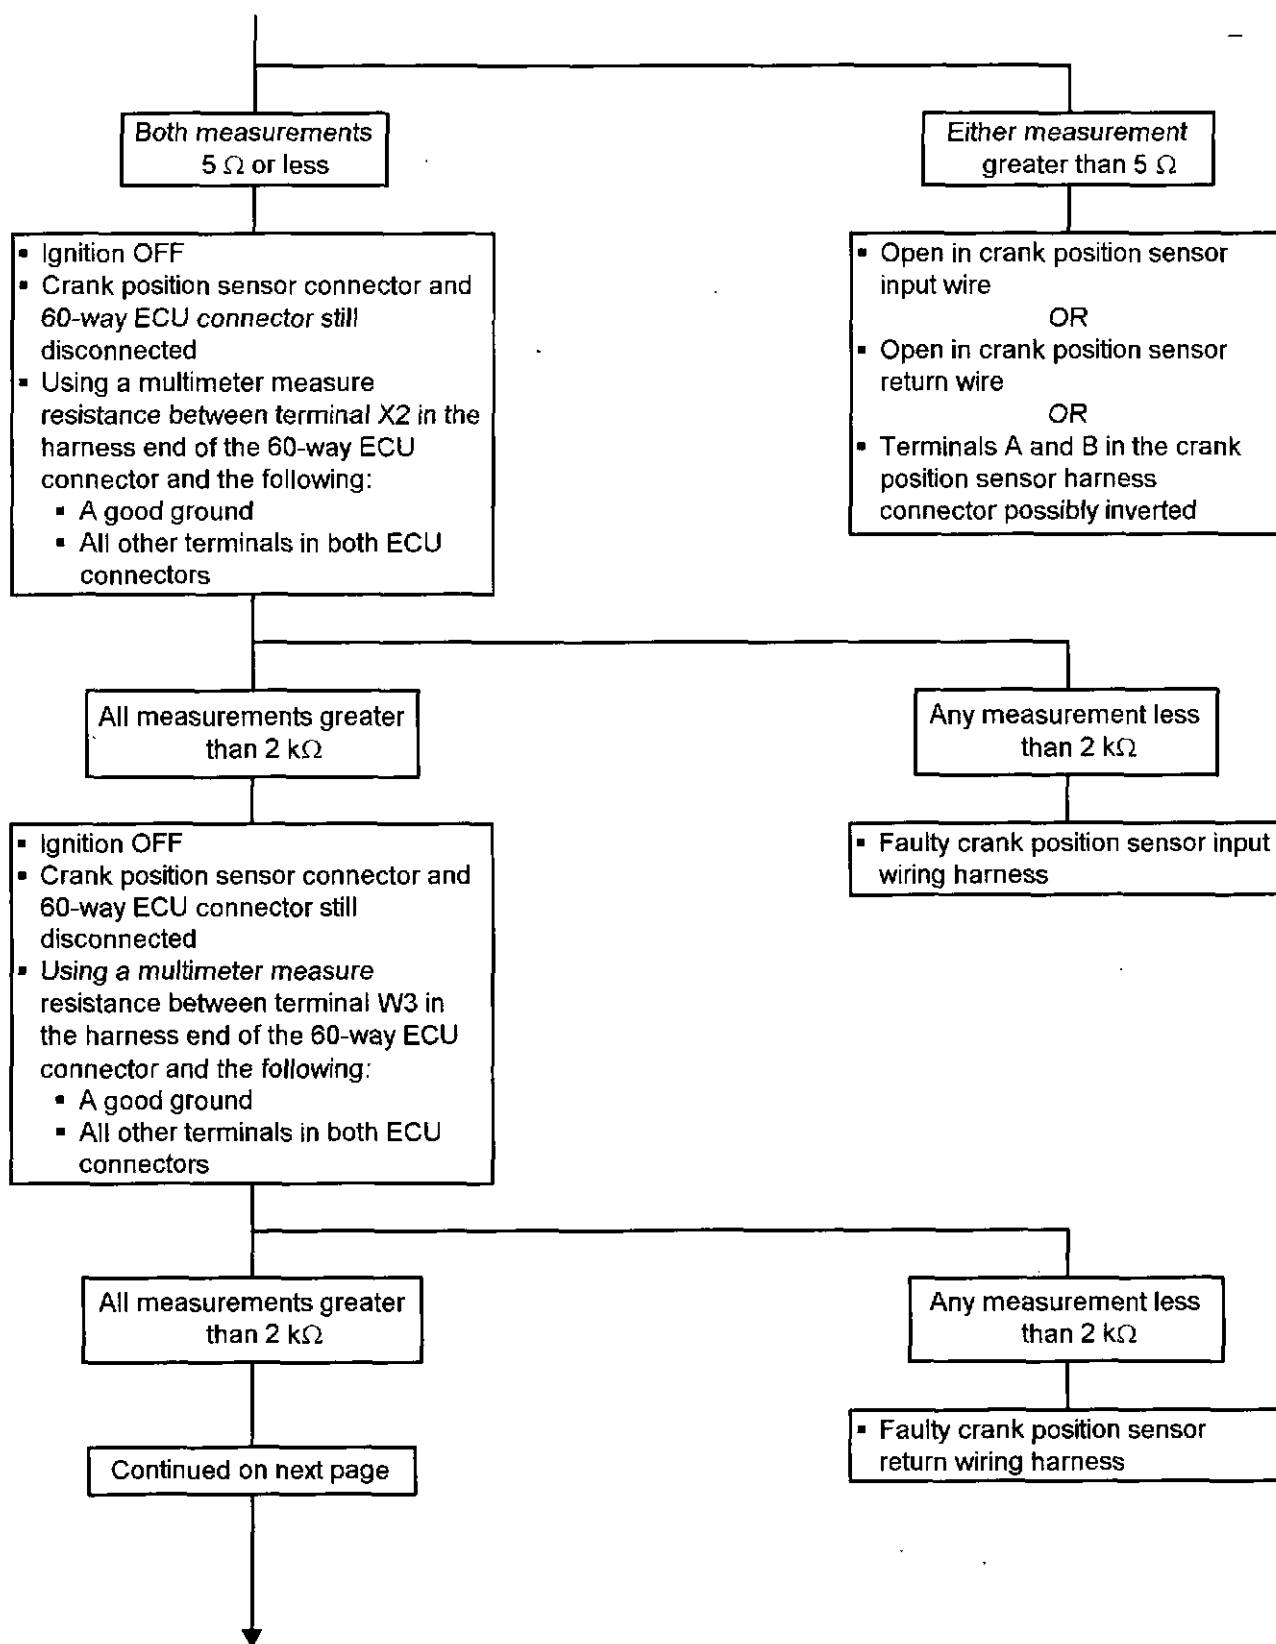 Both measurements
5 Ω or less
Either measurement
greater than 5 Ω
▪ Ignition OFF
▪ Crank position sensor connector and
60-way ECU connector still
disconnected
▪ Using a multimeter measure
resistance between terminal X2 in the
harness end of the 60-way ECU
connector and the following:
▪ A good ground
▪ All other terminals in both ECU
connectors
▪ Open in crank position sensor
input wire
OR
▪ Open in crank position sensor
return wire
OR
▪ Terminals A and B in the crank
position sensor harness
connector possibly inverted
All measurements greater
than 2 kΩ
Any measurement less
than 2 kΩ
▪ Ignition OFF
▪ Crank position sensor connector and
60-way ECU connector still
disconnected
▪ Using a multimeter measure
resistance between terminal W3 in
the harness end of the 60-way ECU
connector and the following:
▪ A good ground
▪ All other terminals in both ECU
connectors
▪ Faulty crank position sensor input
wiring harness
All measurements greater
than 2 kΩ
Any measurement less
than 2 kΩ
Continued on next page
▪ Faulty crank position sensor
return wiring harness